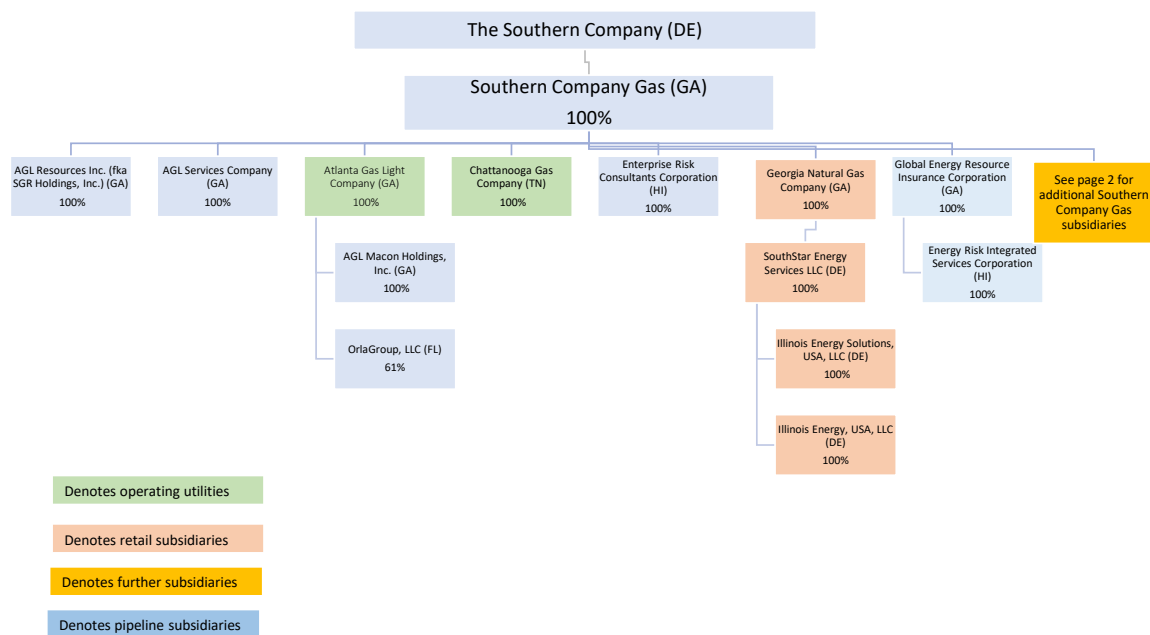 The Southern Company (DE)
Southern Company Gas (GA)
100%
AGL Resources Inc. (fka
SGR Holdings, Inc.) (GA)
100%
AGL Services Company
(GA)
100%
Atlanta Gas Light
Company (GA)
100%
Chattanooga Gas
Company (TN)
100%
Enterprise Risk
Consultants Corporation
(HI)
100%
Georgia Natural Gas
Company (GA)
100%
Global Energy Resource
Insurance Corporation
(GA)
100%
See page 2 for
additional Southern
Company Gas
subsidiaries
AGL Macon Holdings,
Inc. (GA)
100%
SouthStar Energy
Services LLC (DE)
100%
Energy Risk Integrated
Services Corporation
(HI)
100%
OrlaGroup, LLC (FL)
61%
Illinois Energy Solutions,
USA, LLC (DE)
100%
Illinois Energy, USA, LLC
(DE)
100%
Denotes operating utilities
Denotes retail subsidiaries
Denotes further subsidiaries
Denotes pipeline subsidiaries